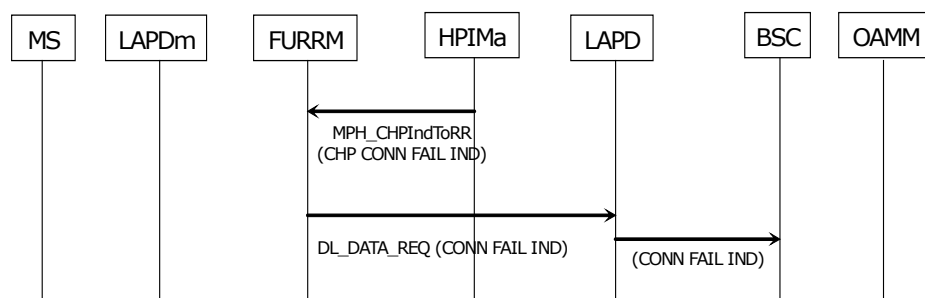 MS LAPDm FURRM HPIMa LAPD BSC OAMM
MPH_CHPIndToRR
(CHP CONN FAIL IND)
DL_DATA_REQ (CONN FAIL IND)
(CONN FAIL IND)